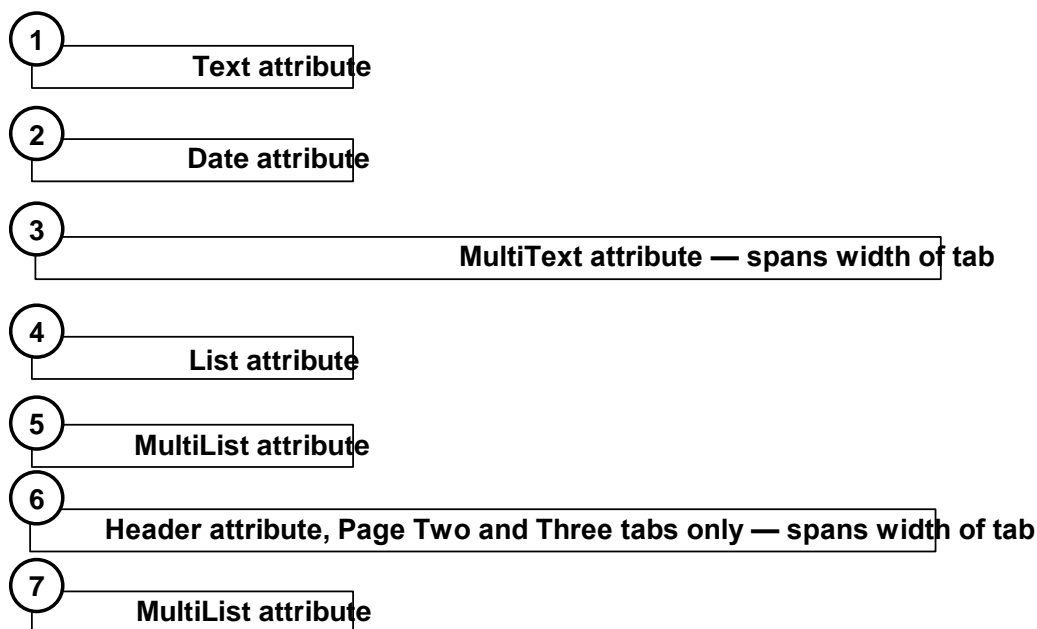 1
Text attribute
2
Date attribute
3
MultiText attribute — spans width of tab
4
List attribute
5
MultiList attribute
6
Header attribute, Page Two and Three tabs only — spans width of tab
7
MultiList attribute